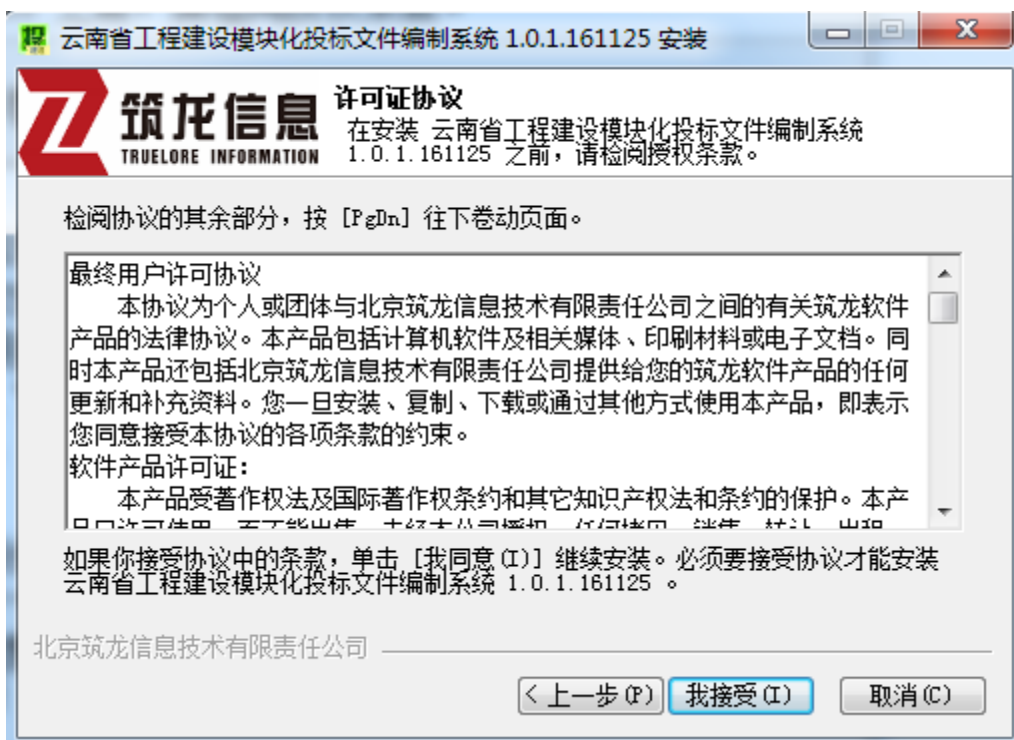 云南省工程建设模块化投标文件编制系统 1.0.1.161125 安装
筑龙信息
TRUELORE INFORMATION
许可证协议
在安装 云南省工程建设模块化投标文件编制系统
1.0.1.161125 之前，请检阅授权条款。
检阅协议的其余部分，按 [PgDn] 往下卷动页面。
最终用户许可协议
本协议为个人或团体与北京筑龙信息技术有限责任公司之间的有关筑龙软件
产品的法律协议。本产品包括计算机软件及相关媒体、印刷材料或电子文档。同
时本产品还包括北京筑龙信息技术有限责任公司提供给您的筑龙软件产品的任何
更新和补充资料。您一旦安装、复制、下载或通过其他方式使用本产品，即表示
您同意接受本协议的各项条款的约束。
软件产品许可证：
本产品受著作权法及国际著作权条约和其它知识产权法和条约的保护。本产
如果你接受协议中的条款，单击 [我同意(I)] 继续安装。必须要接受协议才能安装
云南省工程建设模块化投标文件编制系统 1.0.1.161125 。
北京筑龙信息技术有限责任公司
< 上一步(P)
我接受(I)
取消(C)